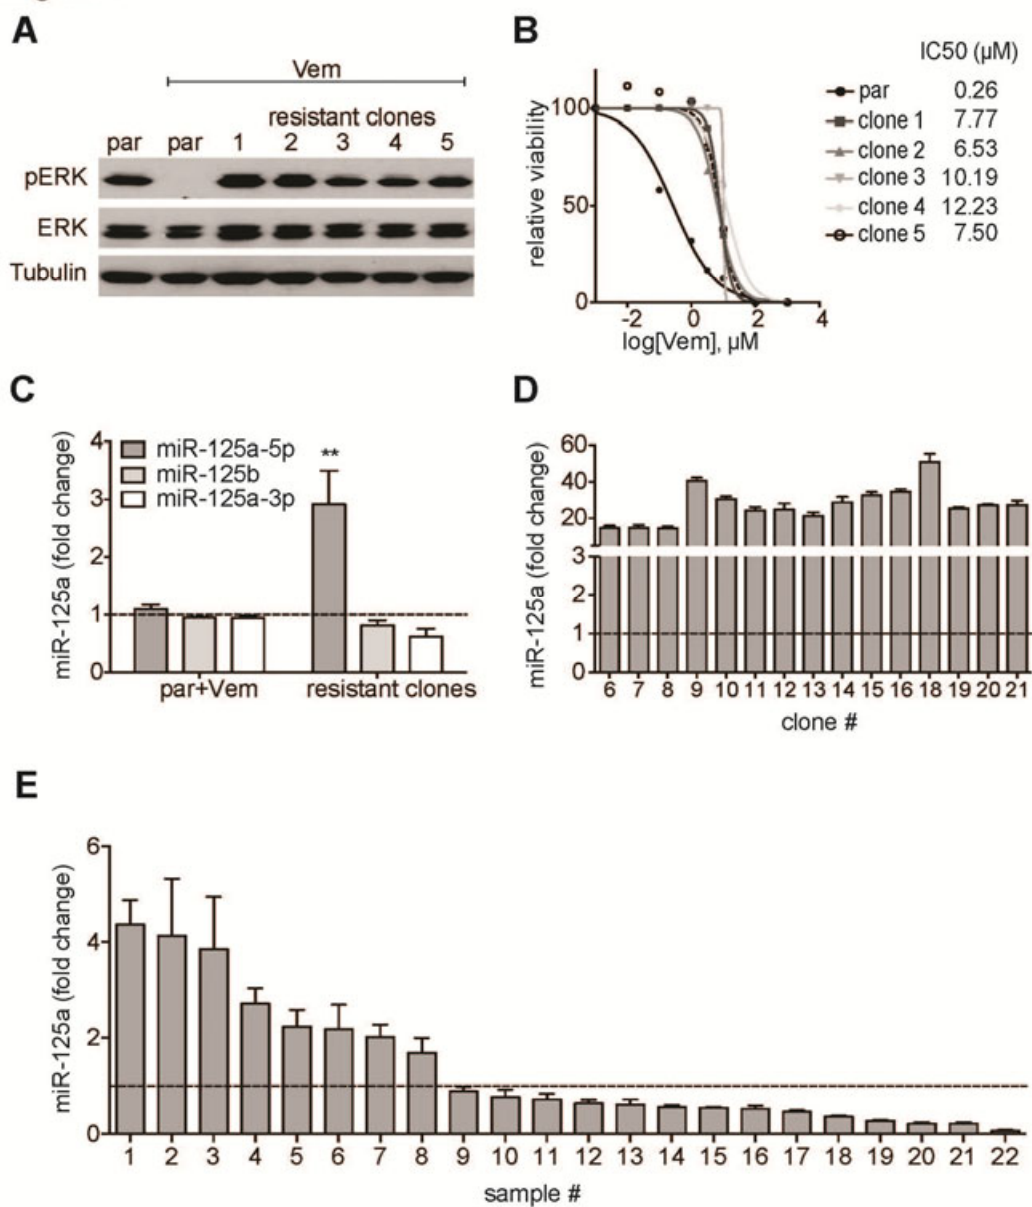 A
Vem
resistant clones
par par 1 2 3 4 5
pERK
ERK
Tubulin
B
IC50 (µM)
par 0.26
clone 1 7.77
clone 2 6.53
clone 3 10.19
clone 4 12.23
clone 5 7.50
relative viability
100
50
0
-2 0 2 4
log[Vem], µM
C
miR-125a (fold change)
4
3
2
1
0
miR-125a-5p
miR-125b
miR-125a-3p
**
par+Vem resistant clones
D
miR-125a (fold change)
60
40
20
3
2
1
0
6 7 8 9 10 11 12 13 14 15 16 18 19 20 21
clone #
E
miR-125a (fold change)
6
4
2
0
1 2 3 4 5 6 7 8 9 10 11 12 13 14 15 16 17 18 19 20 21 22
sample #